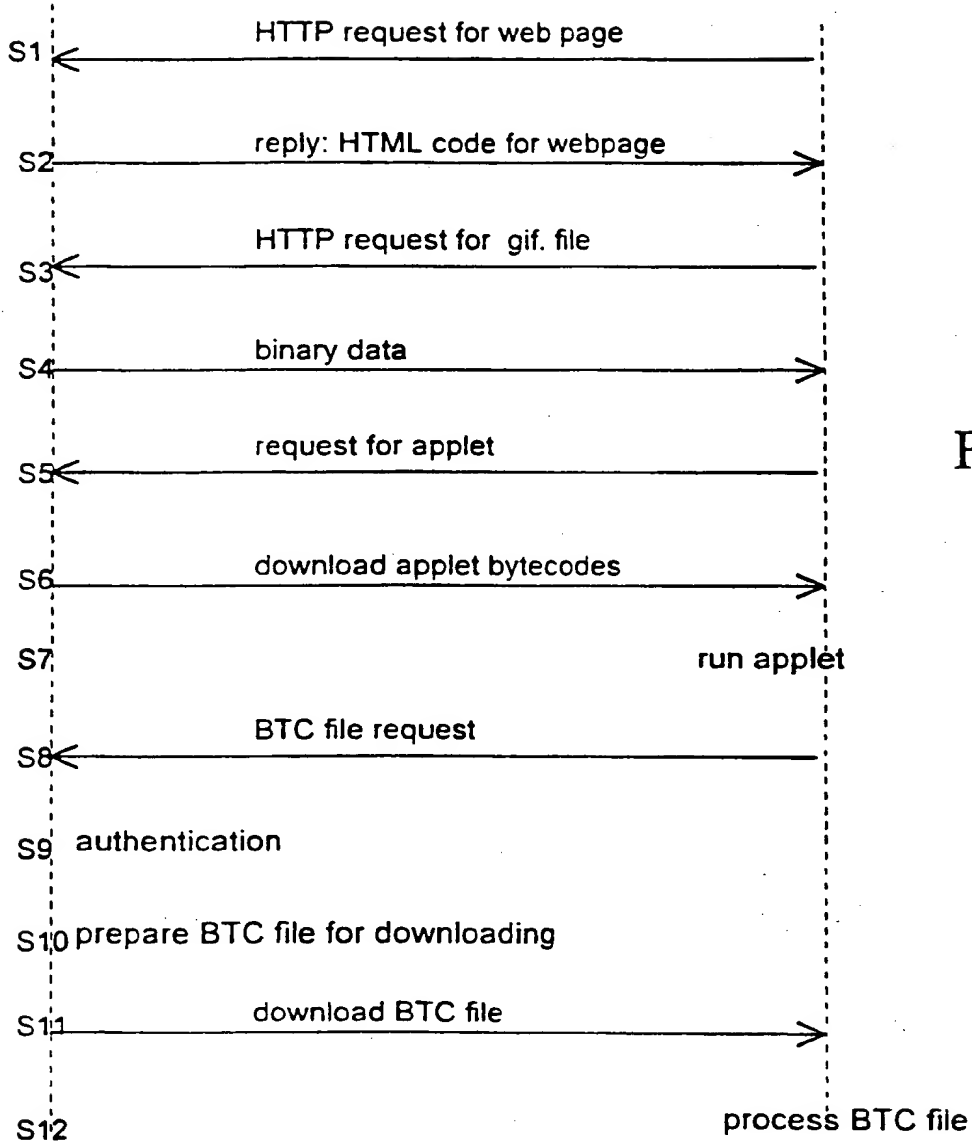 HTTP request for web page
S1
reply: HTML code for webpage
S2
HTTP request for gif. file
S3
binary data
S4
request for applet
S5
F
download applet bytecodes
S6
S7 run applet
BTC file request
S8
S9 authentication
S10 prepare BTC file for downloading
download BTC file
S11
S12 process BTC file